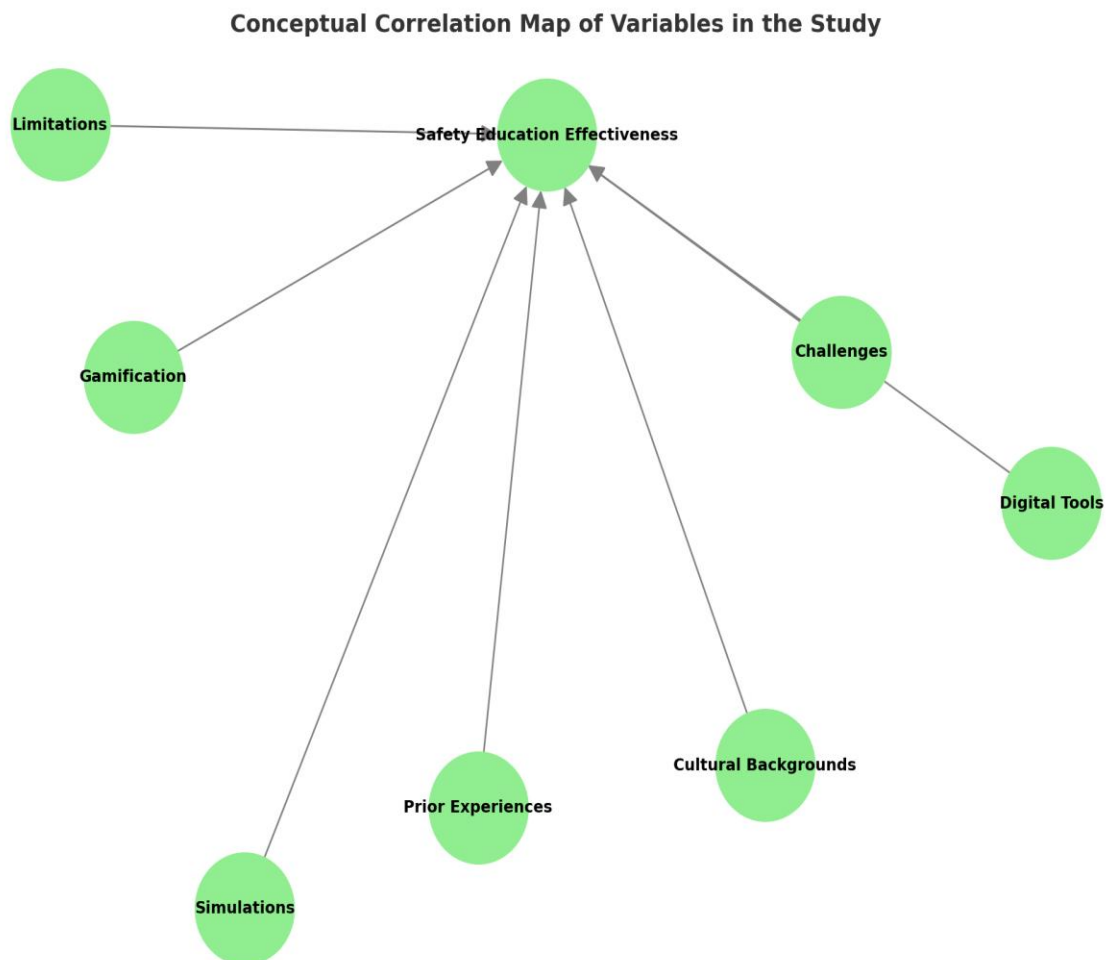 Conceptual Correlation Map of Variables in the Study
Limitations
Safety Education Effectiveness
Challenges
Gamification
Digital Tools
Cultural Backgrounds
Prior Experiences
Simulations